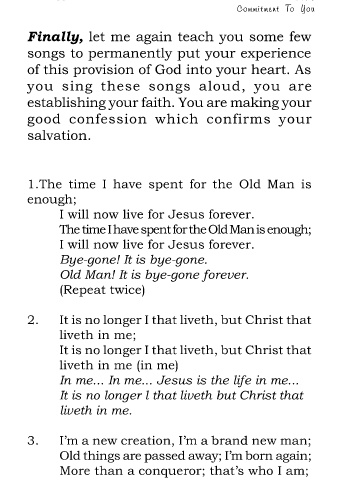 Commitment To You
Finally, let me again teach you some few
songs to permanently put your experience
of this provision of God into your heart. As
you sing these songs aloud, you are
establishing your faith. You are making your
good confession which confirms your
salvation.
1.The time I have spent for the Old Man is
enough;
I will now live for Jesus forever.
The time I have spent for the Old Man is enough;
I will now live for Jesus forever.
Bye-gone! It is bye-gone.
Old Man! It is bye-gone forever.
(Repeat twice)
2. It is no longer I that liveth, but Christ that
liveth in me;
It is no longer I that liveth, but Christ that
liveth in me (in me)
In me... In me... Jesus is the life in me...
It is no longer l that liveth but Christ that
liveth in me.
3. I'm a new creation, I'm a brand new man;
Old things are passed away; I'm born again;
More than a conqueror; that's who I am;